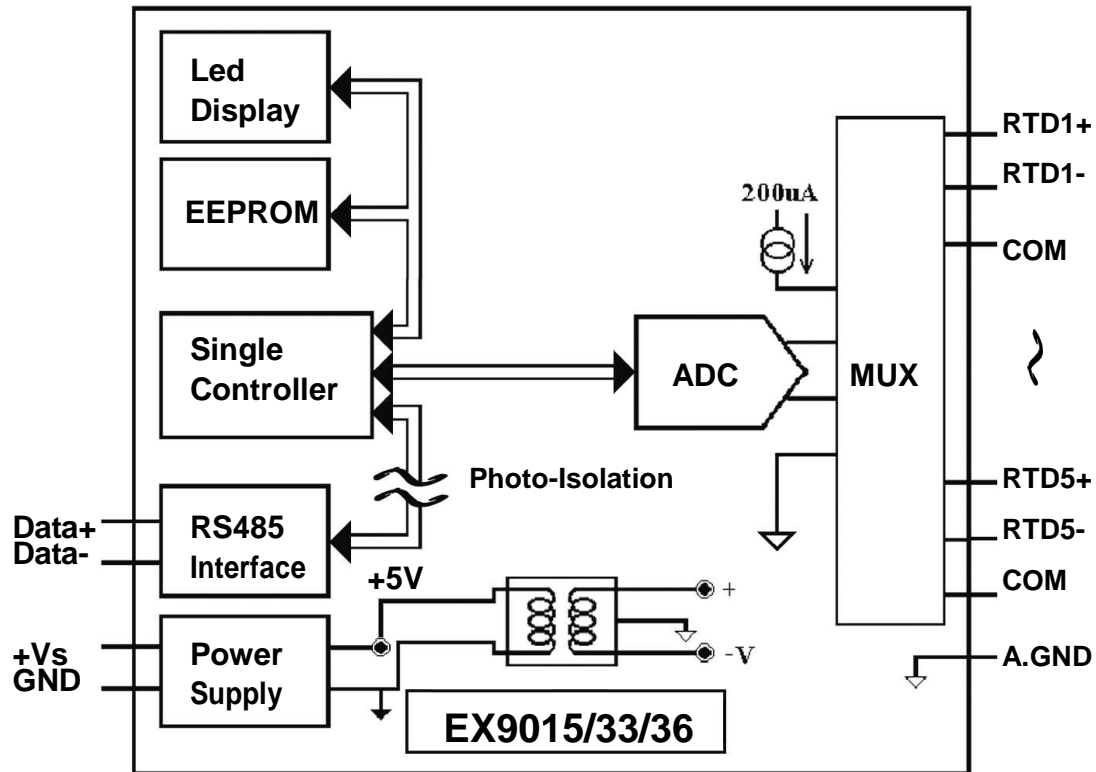 Led
Display
EEPROM
Single
Controller
RS485
Interface
Power
Supply
Data+
Data-
+Vs
GND
+5V
Photo-Isolation
200uA
ADC
MUX
+
-V
RTD1+
RTD1-
COM
RTD5+
RTD5-
COM
A.GND
EX9015/33/36